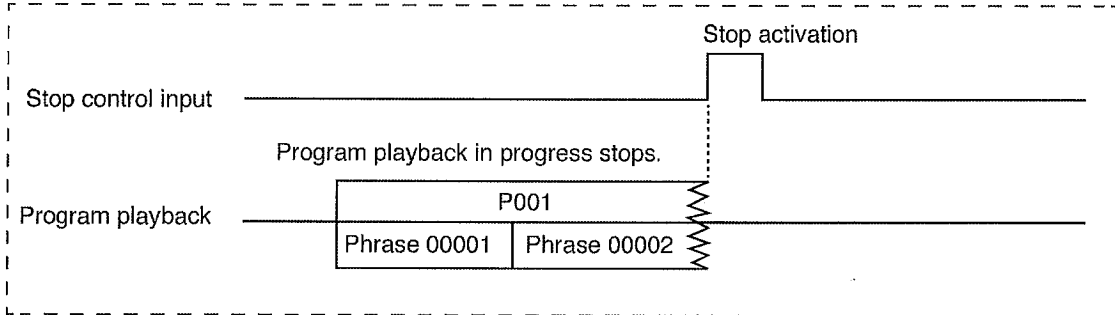 Stop activation
Stop control input
Program playback in progress stops.
P001
Program playback
Phrase 00001 Phrase 00002